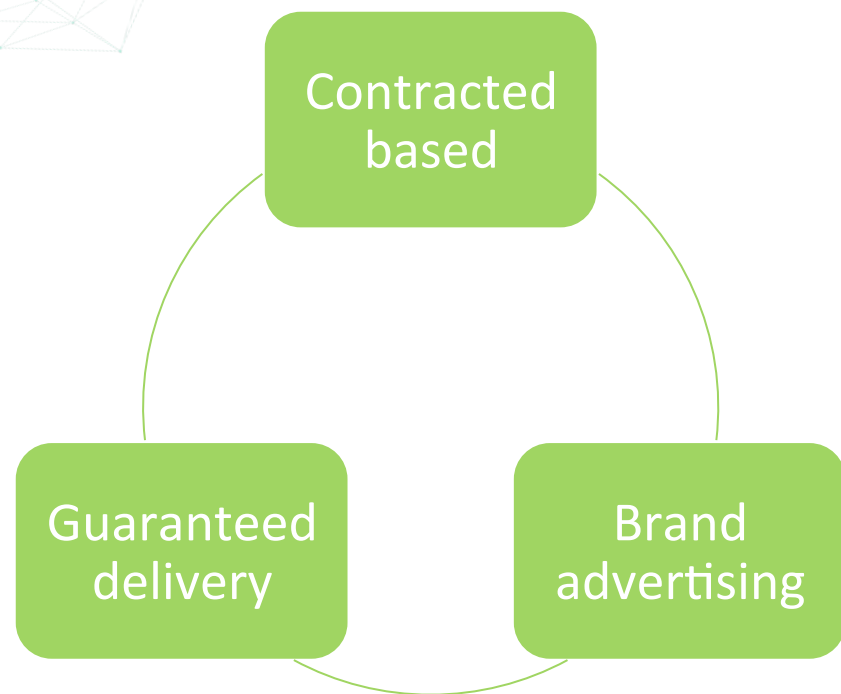 Contracted
based
Guaranteed
delivery
Brand
advertising